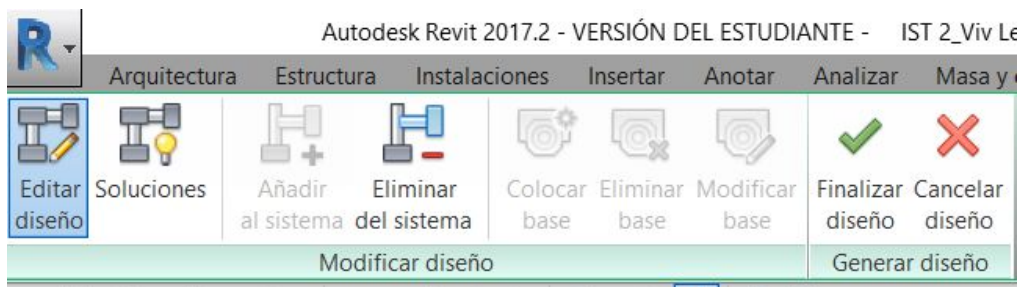 Autodesk Revit 2017.2 - VERSIÓN DEL ESTUDIANTE - IST 2_Viv Le
Arquitectura Estructura Instalaciones Insertar Anotar Analizar Masa y
Editar Soluciones Añadir Eliminar Colocar Eliminar Modificar Finalizar Cancelar
diseño al sistema del sistema base base base diseño diseño
Modificar diseño Generar diseño